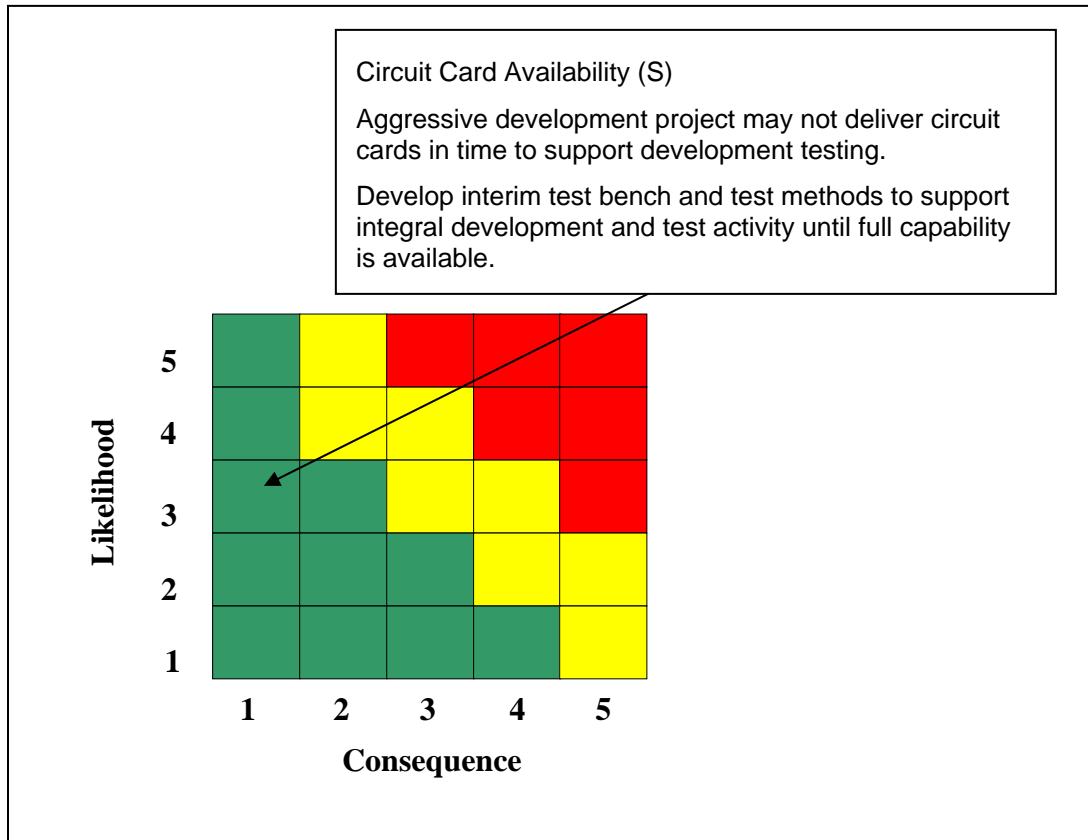 Circuit Card Availability (S)
Aggressive development project may not deliver circuit
cards in time to support development testing.
Develop interim test bench and test methods to support
integral development and test activity until full capability
is available.
Likelihood
5
4
3
2
1
1 2 3 4 5
Consequence